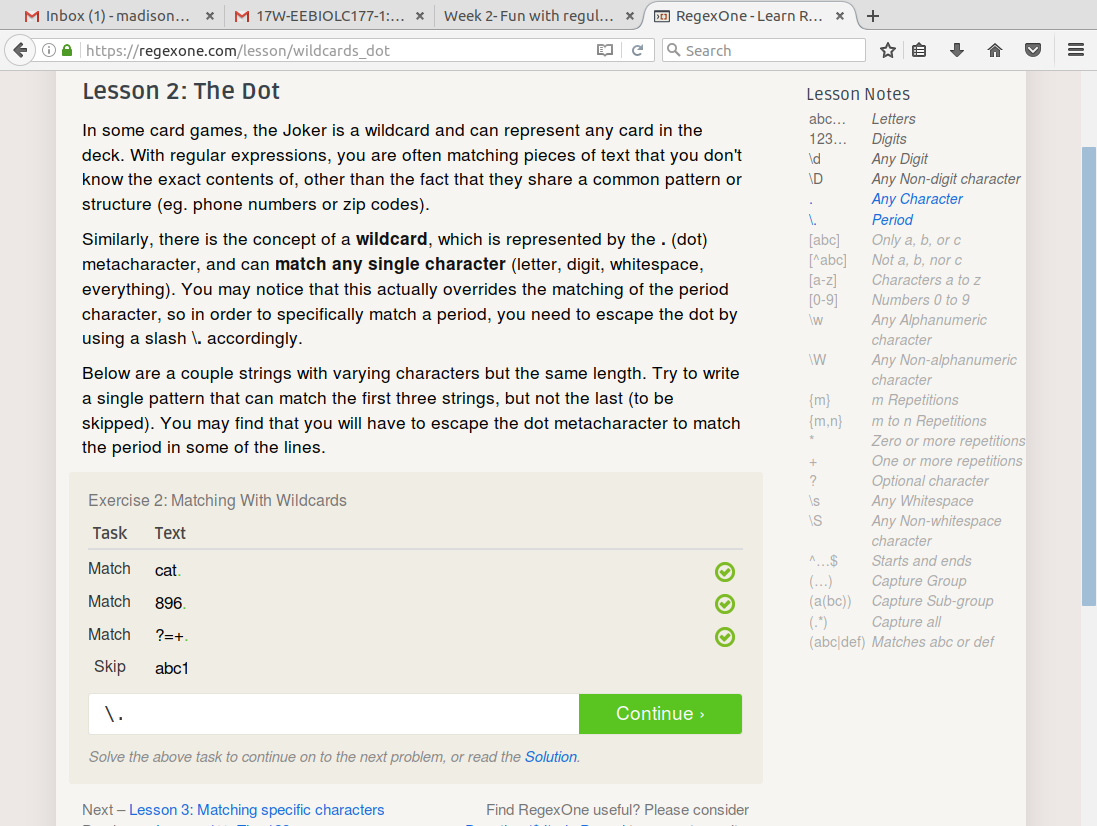 Inbox (1) - madison...
17W-EEBIOLC177-1:...
Week 2- Fun with regul...
RegexOne - Learn R...
https://regexone.com/lesson/wildcards_dot
Search
Lesson 2: The Dot
In some card games, the Joker is a wildcard and can represent any card in the
deck. With regular expressions, you are often matching pieces of text that you don't
know the exact contents of, other than the fact that they share a common pattern or
structure (eg. phone numbers or zip codes).
Similarly, there is the concept of a wildcard, which is represented by the . (dot)
metacharacter, and can match any single character (letter, digit, whitespace,
everything). You may notice that this actually overrides the matching of the period
character, so in order to specifically match a period, you need to escape the dot by
using a slash \. accordingly.
Below are a couple strings with varying characters but the same length. Try to write
a single pattern that can match the first three strings, but not the last (to be
skipped). You may find that you will have to escape the dot metacharacter to match
the period in some of the lines.
Exercise 2: Matching With Wildcards
Task Text
Match cat.
Match 896.
Match ?=+.
Skip abc1
\.
Continue ›
Solve the above task to continue on to the next problem, or read the Solution.
Next – Lesson 3: Matching specific characters
Find RegexOne useful? Please consider
Lesson Notes
abc… Letters
123… Digits
\d Any Digit
\D Any Non-digit character
. Any Character
\. Period
[abc] Only a, b, or c
[^abc] Not a, b, nor c
[a-z] Characters a to z
[0-9] Numbers 0 to 9
\w Any Alphanumeric
character
\W Any Non-alphanumeric
character
{m} m Repetitions
{m,n} m to n Repetitions
* Zero or more repetitions
+ One or more repetitions
? Optional character
\s Any Whitespace
\S Any Non-whitespace
character
^…$ Starts and ends
(…) Capture Group
(a(bc)) Capture Sub-group
(.*) Capture all
(abc|def) Matches abc or def